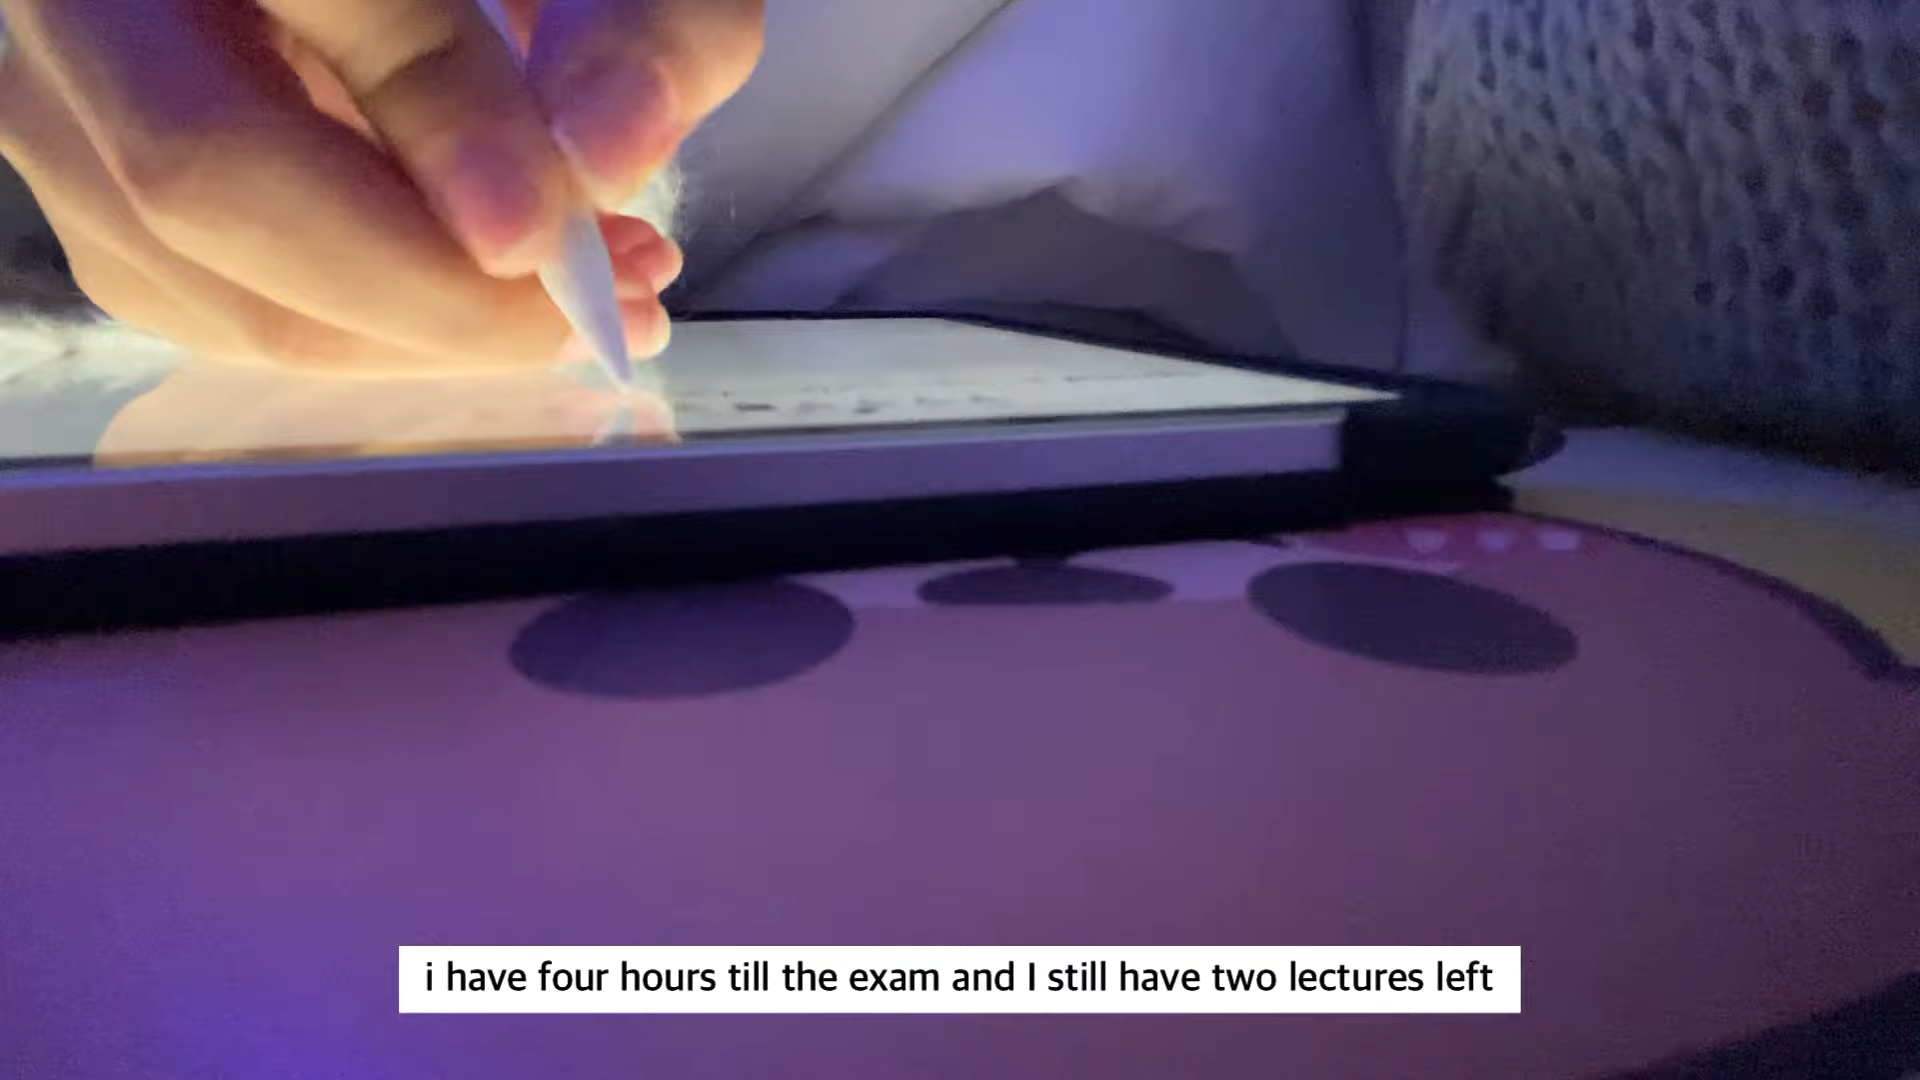 i have four hours till the exam and I still have two lectures left